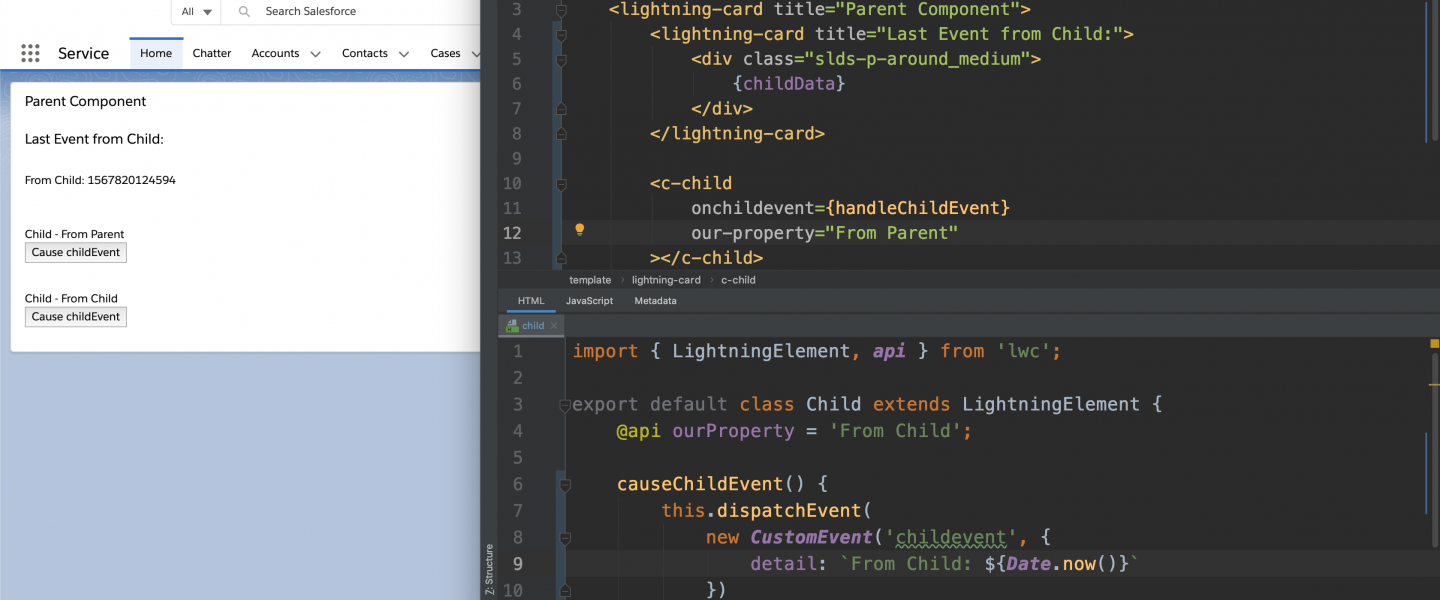 All
Search Salesforce
Service
Home
Chatter
Accounts
Contacts
Cases
Parent Component
Last Event from Child:
From Child: 1567820124594
Child - From Parent
Cause childEvent
Child - From Child
Cause childEvent
3 <lightning-card title="Parent Component">
4 <lightning-card title="Last Event from Child:">
5 <div class="slds-p-around_medium">
6 {childData}
7 </div>
8 </lightning-card>
9
10 <c-child
11 onchildevent={handleChildEvent}
12 our-property="From Parent"
13 ></c-child>
template › lightning-card › c-child
HTML JavaScript Metadata
child
1 import { LightningElement, api } from 'lwc';
2
3 export default class Child extends LightningElement {
4 @api ourProperty = 'From Child';
5
6 causeChildEvent() {
7 this.dispatchEvent(
8 new CustomEvent('childevent', {
9 detail: `From Child: ${Date.now()}`
10 })
Z: Structure